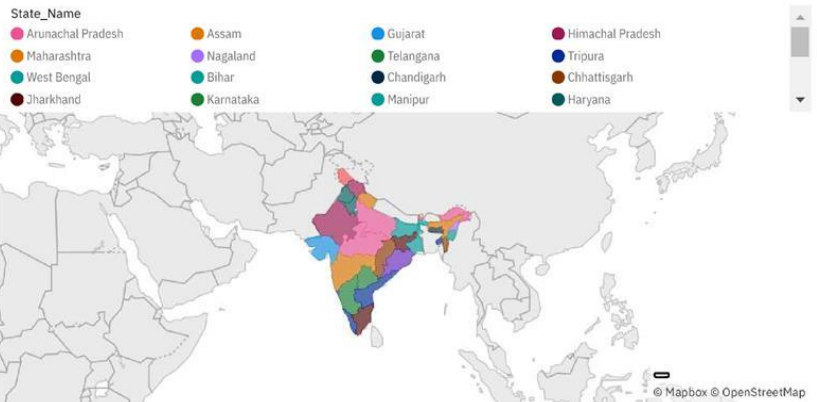 State_Name
Arunachal Pradesh Assam Gujarat Himachal Pradesh
Maharashtra Nagaland Telangana Tripura
West Bengal Bihar Chandigarh Chhattisgarh
Jharkhand Karnataka Manipur Haryana
© Mapbox © OpenStreetMap